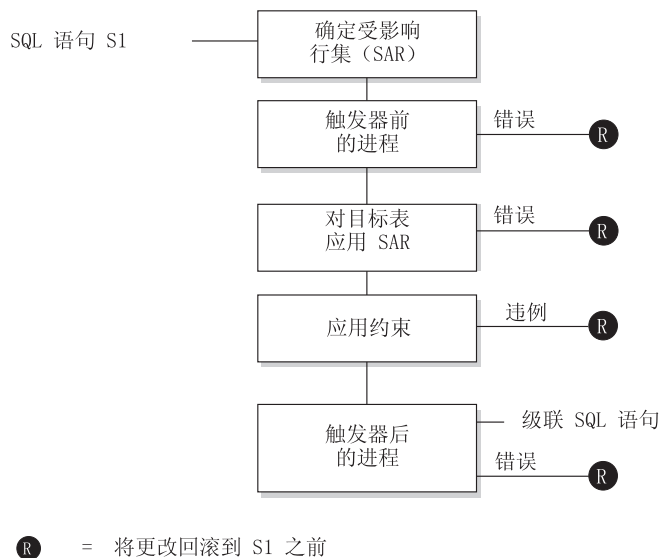 SQL 语句 S1
确定受影响
行集（SAR）
触发器前
的进程
错误
R
对目标表
应用 SAR
错误
R
应用约束
违例
R
触发器后
的进程
级联 SQL 语句
错误
R
R = 将更改回滚到 S1 之前